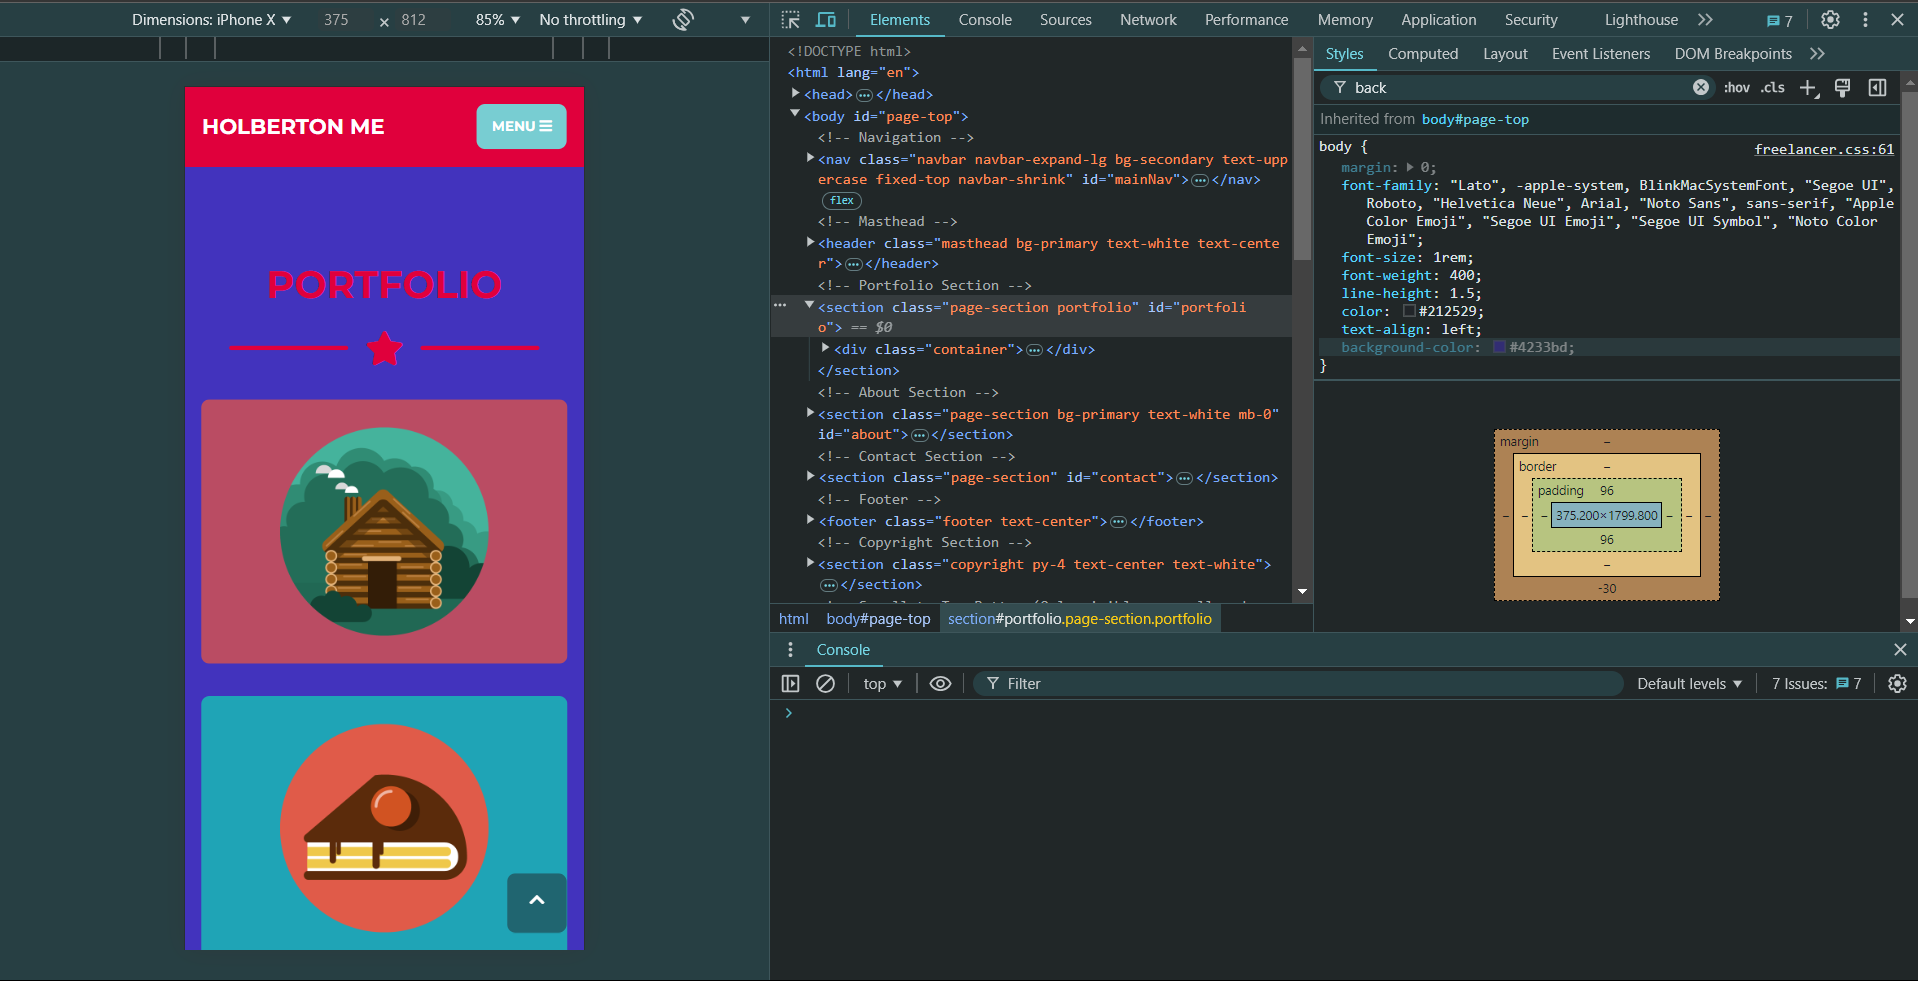 Dimensions: iPhone X ▼ 375 × 812 85% ▼ No throttling ▼
HOLBERTON ME
MENU
PORTFOLIO
Elements Console Sources Network Performance Memory Application Security Lighthouse 7
<!DOCTYPE html>
<html lang="en">
<head> ••• </head>
<body id="page-top">
<!-- Navigation -->
<nav class="navbar navbar-expand-lg bg-secondary text-upp
ercase fixed-top navbar-shrink" id="mainNav"> ••• </nav>
flex
<!-- Masthead -->
<header class="masthead bg-primary text-white text-cente
r"> ••• </header>
<!-- Portfolio Section -->
••• <section class="page-section portfolio" id="portfoli
o"> == $0
<div class="container"> ••• </div>
</section>
<!-- About Section -->
<section class="page-section bg-primary text-white mb-0"
id="about"> ••• </section>
<!-- Contact Section -->
<section class="page-section" id="contact"> ••• </section>
<!-- Footer -->
<footer class="footer text-center"> ••• </footer>
<!-- Copyright Section -->
<section class="copyright py-4 text-center text-white">
••• </section>
html body#page-top section#portfolio.page-section.portfolio
Styles Computed Layout Event Listeners DOM Breakpoints
back :hov .cls
Inherited from body#page-top
body { freelancer.css:61
margin: 0;
font-family: "Lato", -apple-system, BlinkMacSystemFont, "Segoe UI",
Roboto, "Helvetica Neue", Arial, "Noto Sans", sans-serif, "Apple
Color Emoji", "Segoe UI Emoji", "Segoe UI Symbol", "Noto Color
Emoji";
font-size: 1rem;
font-weight: 400;
line-height: 1.5;
color: #212529;
text-align: left;
background-color: #4233bd;
}
margin –
border –
padding 96
– – – 375.200×1799.800 – – –
96
–
-30
Console
top ▼ Filter Default levels ▼ 7 Issues: 7